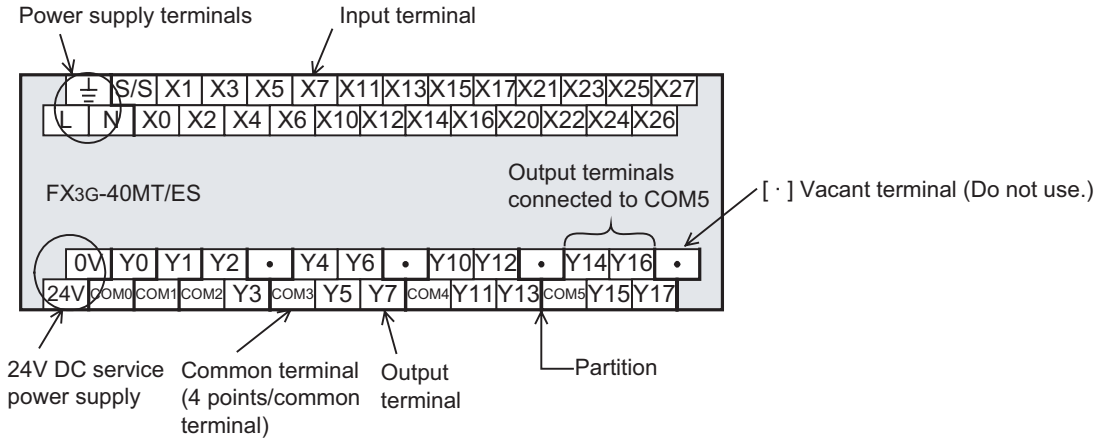 Power supply terminals
Input terminal
⏚ S/S X1 X3 X5 X7 X11 X13 X15 X17 X21 X23 X25 X27
L N X0 X2 X4 X6 X10 X12 X14 X16 X20 X22 X24 X26
FX3G-40MT/ES
Output terminals
connected to COM5
[ · ] Vacant terminal (Do not use.)
0V Y0 Y1 Y2 • Y4 Y6 • Y10 Y12 • Y14 Y16 •
24V COM0 COM1 COM2 Y3 COM3 Y5 Y7 COM4 Y11 Y13 COM5 Y15 Y17
24V DC service
power supply
Common terminal
(4 points/common
terminal)
Output
terminal
Partition